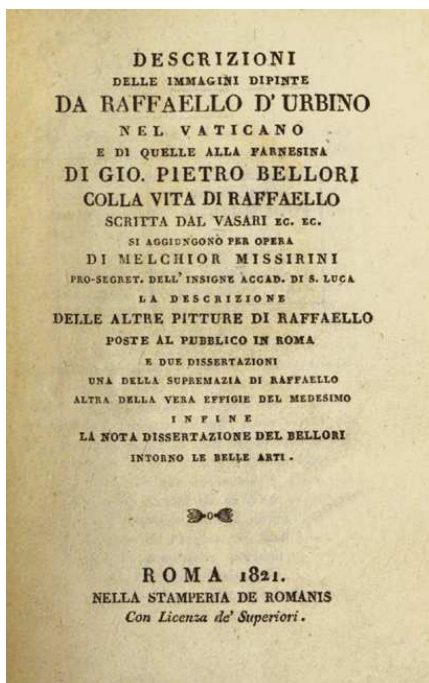 DESCRIZIONI
DELLE IMMAGINI DIPINTE
DA RAFFAELLO D'URBINO
NEL VATICANO
E DI QUELLE ALLA FARNESINA
DI GIO. PIETRO BELLORI
COLLA VITA DI RAFFAELLO
SCRITTA DAL VASARI EC. EC.
SI AGGIUNGONO PER OPERA
DI MELCHIOR MISSIRINI
PRO-SEGRET. DELL'INSIGNE ACCAD. DI S. LUCA
LA DESCRIZIONE
DELLE ALTRE PITTURE DI RAFFAELLO
POSTE AL PUBBLICO IN ROMA
E DUE DISSERTAZIONI
UNA DELLA SUPREMAZIA DI RAFFAELLO
ALTRA DELLA VERA EFFIGIE DEL MEDESIMO
INFINE
LA NOTA DISSERTAZIONE DEL BELLORI
INTORNO LE BELLE ARTI.
ROMA 1821.
NELLA STAMPERIA DE ROMANIS
Con Licenza de' Superiori.